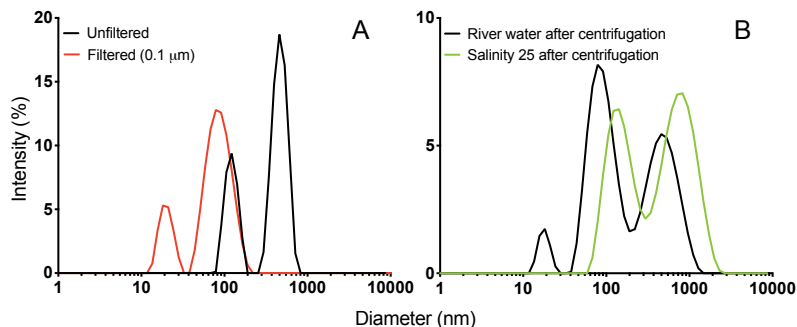 20
15
10
5
0
Intensity (%)
Unfiltered
Filtered (0.1 μm)
A
1 10 100 1000 10000
10
5
0
River water after centrifugation
Salinity 25 after centrifugation
B
1 10 100 1000 10000
Diameter (nm)